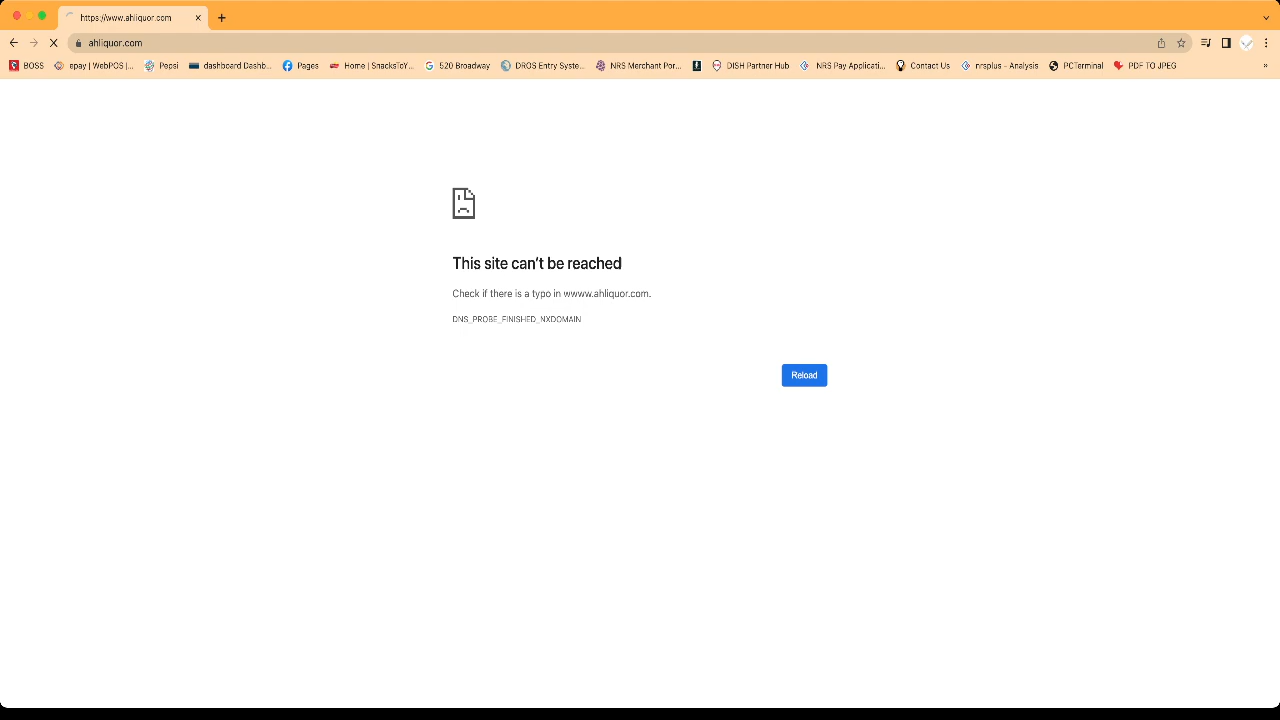 https://www.ahliquor.com
ahliquor.com
BOSS epay | WebPOS |... Pepsi dashboard Dashb... Pages Home | SnacksToY... 520 Broadway DROS Entry Syste... NRS Merchant Por... DISH Partner Hub NRS Pay Applicati... Contact Us nrsplus – Analysis PCTerminal PDF TO JPEG »
This site can't be reached
Check if there is a typo in wwww.ahliquor.com.
DNS_PROBE_FINISHED_NXDOMAIN
Reload